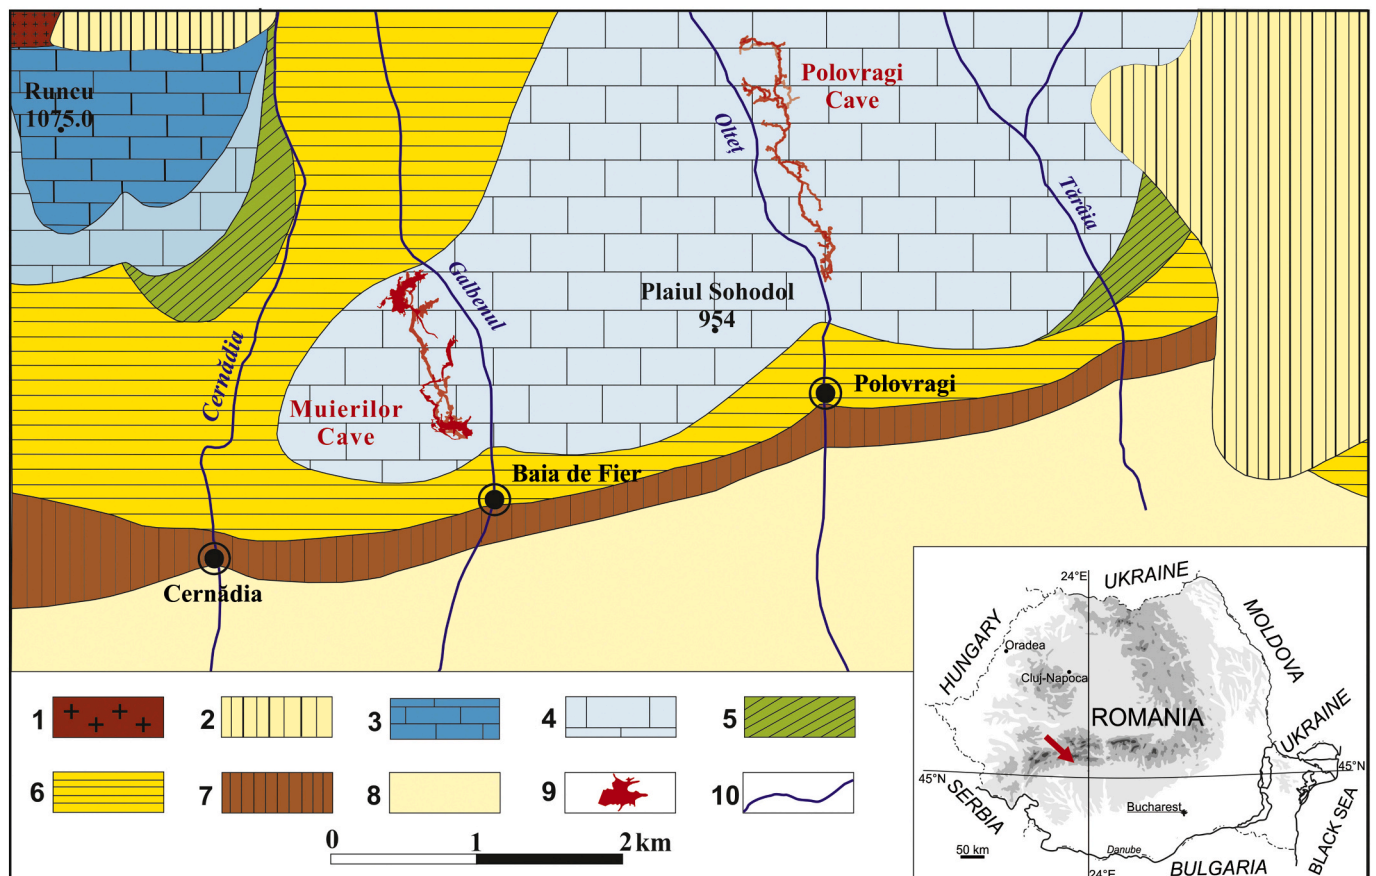 Runcu
1075.0
Polovragi
Cave
Olteț
Tărâia
Galbenul
Plaiul Sohodol
954
Cernădia
Muierilor
Cave
Polovragi
Baia de Fier
Cernădia
1
2
3
4
5
6
7
8
9
10
0 1 2 km
24°E
UKRAINE
HUNGARY
MOLDOVA
Oradea
Cluj-Napoca
ROMANIA
UKRAINE
45°N
45°N
SERBIA
Bucharest
BLACK SEA
50 km
Danube
BULGARIA
24°E